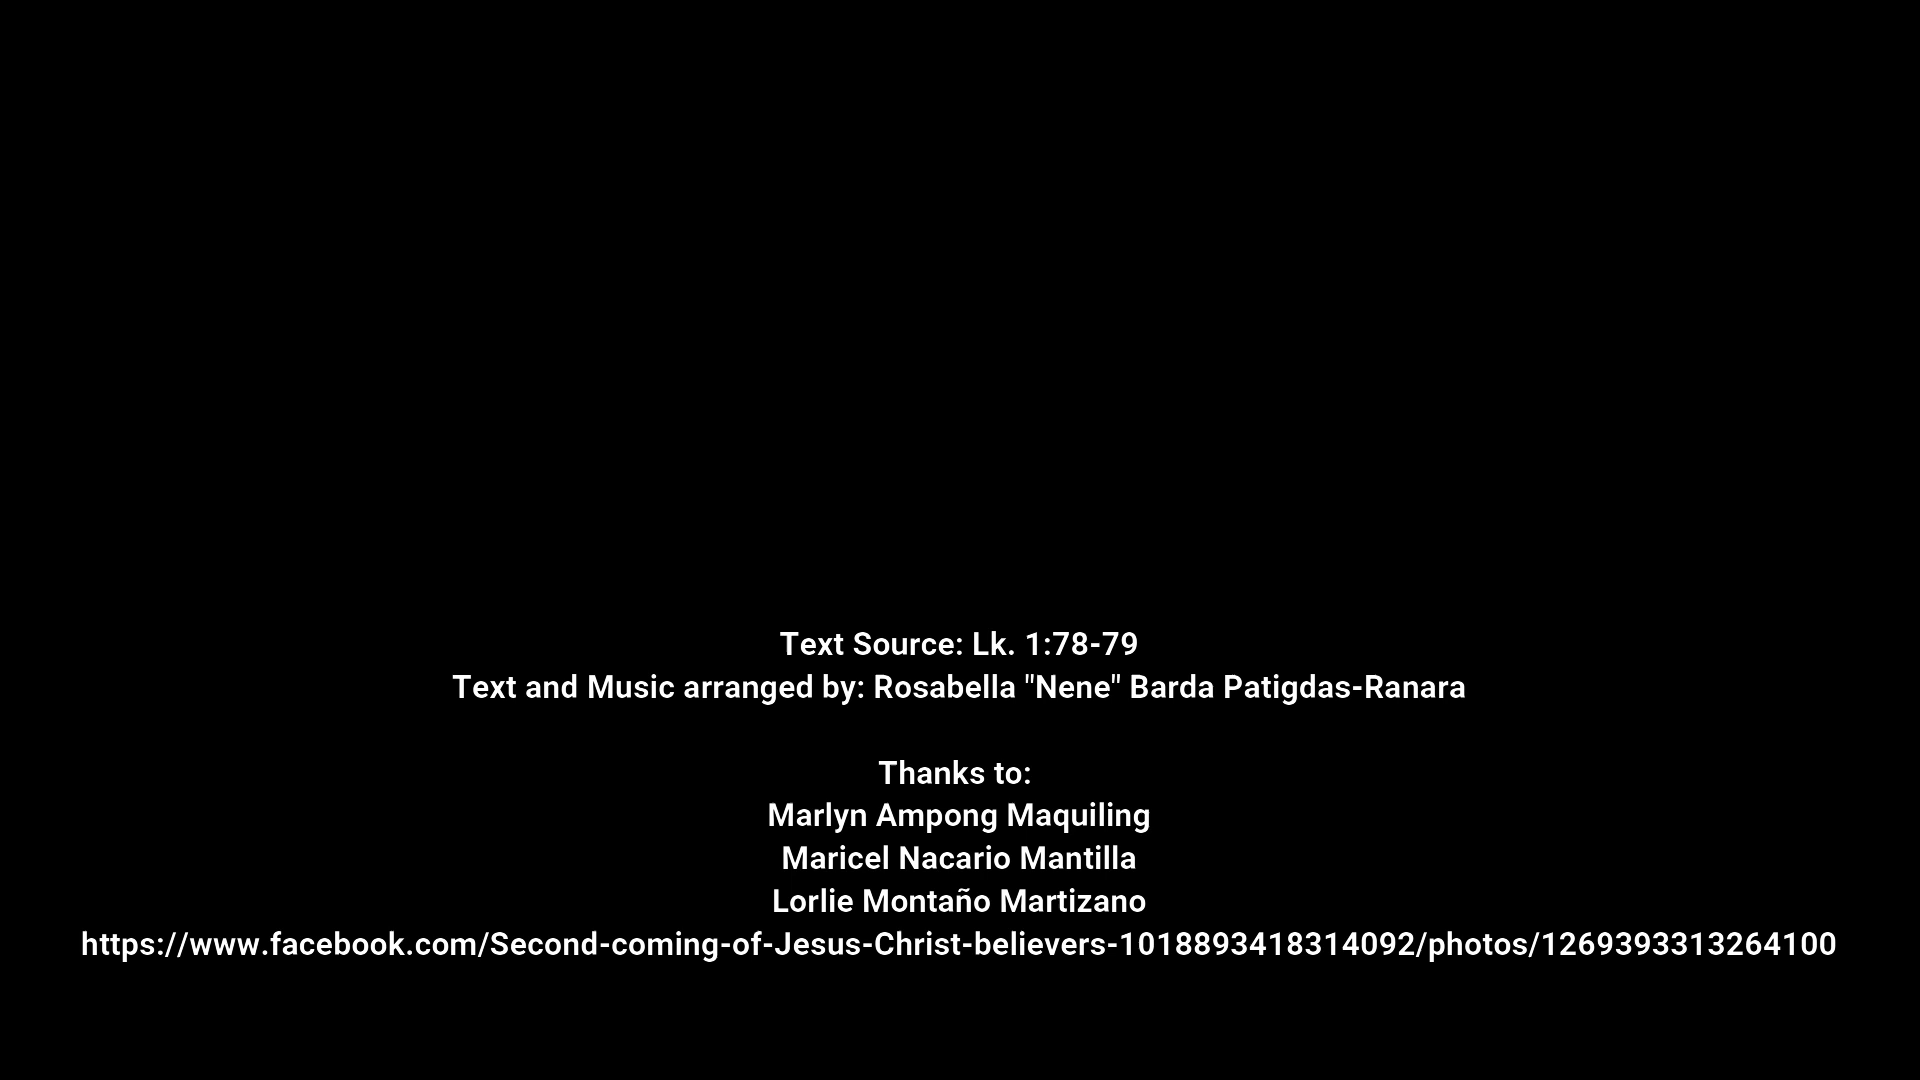 Text Source: Lk. 1:78-79
Text and Music arranged by: Rosabella "Nene" Barda Patigdas-Ranara
Thanks to:
Marlyn Ampong Maquiling
Maricel Nacario Mantilla
Lorlie Montaño Martizano
https://www.facebook.com/Second-coming-of-Jesus-Christ-believers-1018893418314092/photos/1269393313264100